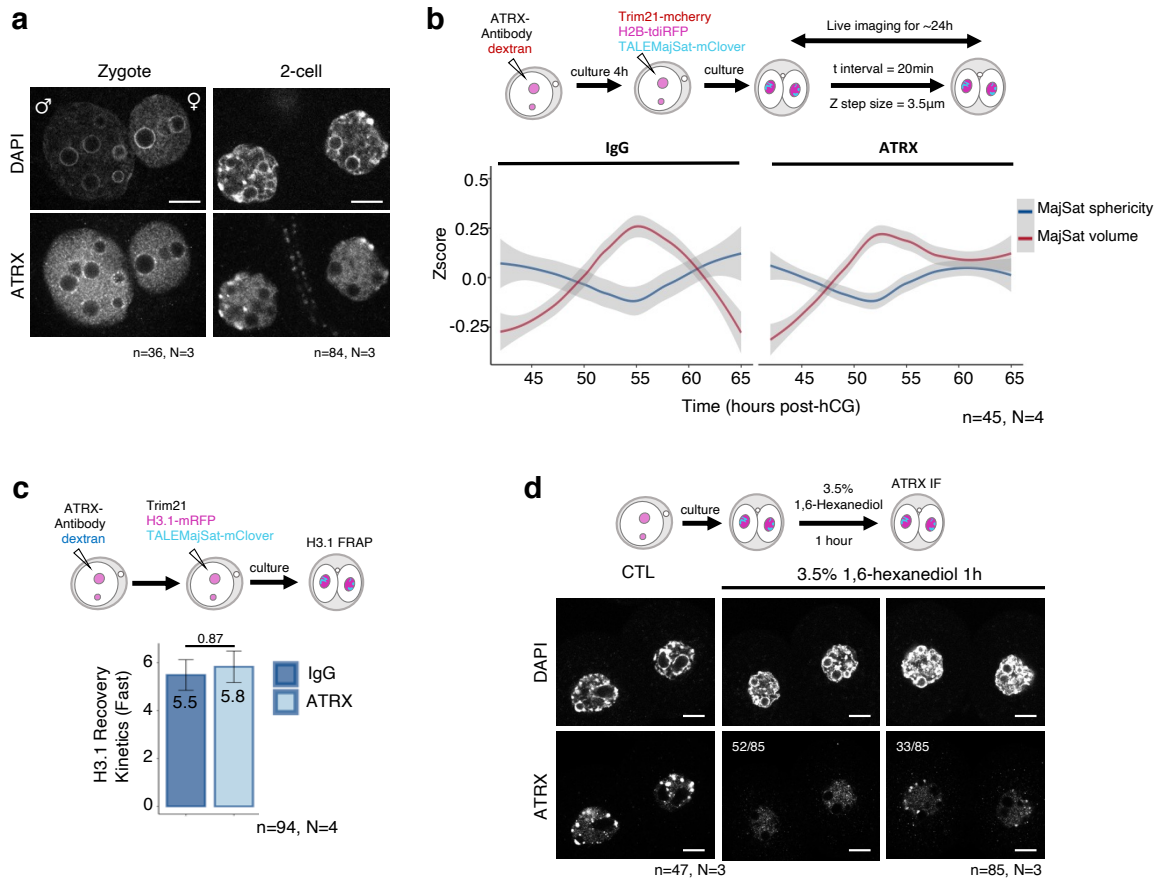 a
Zygote
2-cell
♂
♀
DAPI
ATRX
n=36, N=3
n=84, N=3
b
ATRX-
Antibody
dextran
culture 4h
Trim21-mcherry
H2B-tdiRFP
TALEMajSat-mClover
culture
Live imaging for ~24h
t interval = 20min
Z step size = 3.5µm
IgG
ATRX
Zscore
0.5
0.25
0.0
-0.25
45
50
55
60
65
45
50
55
60
65
Time (hours post-hCG)
MajSat sphericity
MajSat volume
n=45, N=4
c
ATRX-
Antibody
dextran
Trim21
H3.1-mRFP
TALEMajSat-mClover
culture
H3.1 FRAP
H3.1 Recovery
Kinetics (Fast)
6
4
2
0
0.87
5.5
5.8
IgG
ATRX
n=94, N=4
d
culture
3.5%
1,6-Hexanediol
1 hour
ATRX IF
CTL
3.5% 1,6-hexanediol 1h
DAPI
ATRX
52/85
33/85
n=47, N=3
n=85, N=3